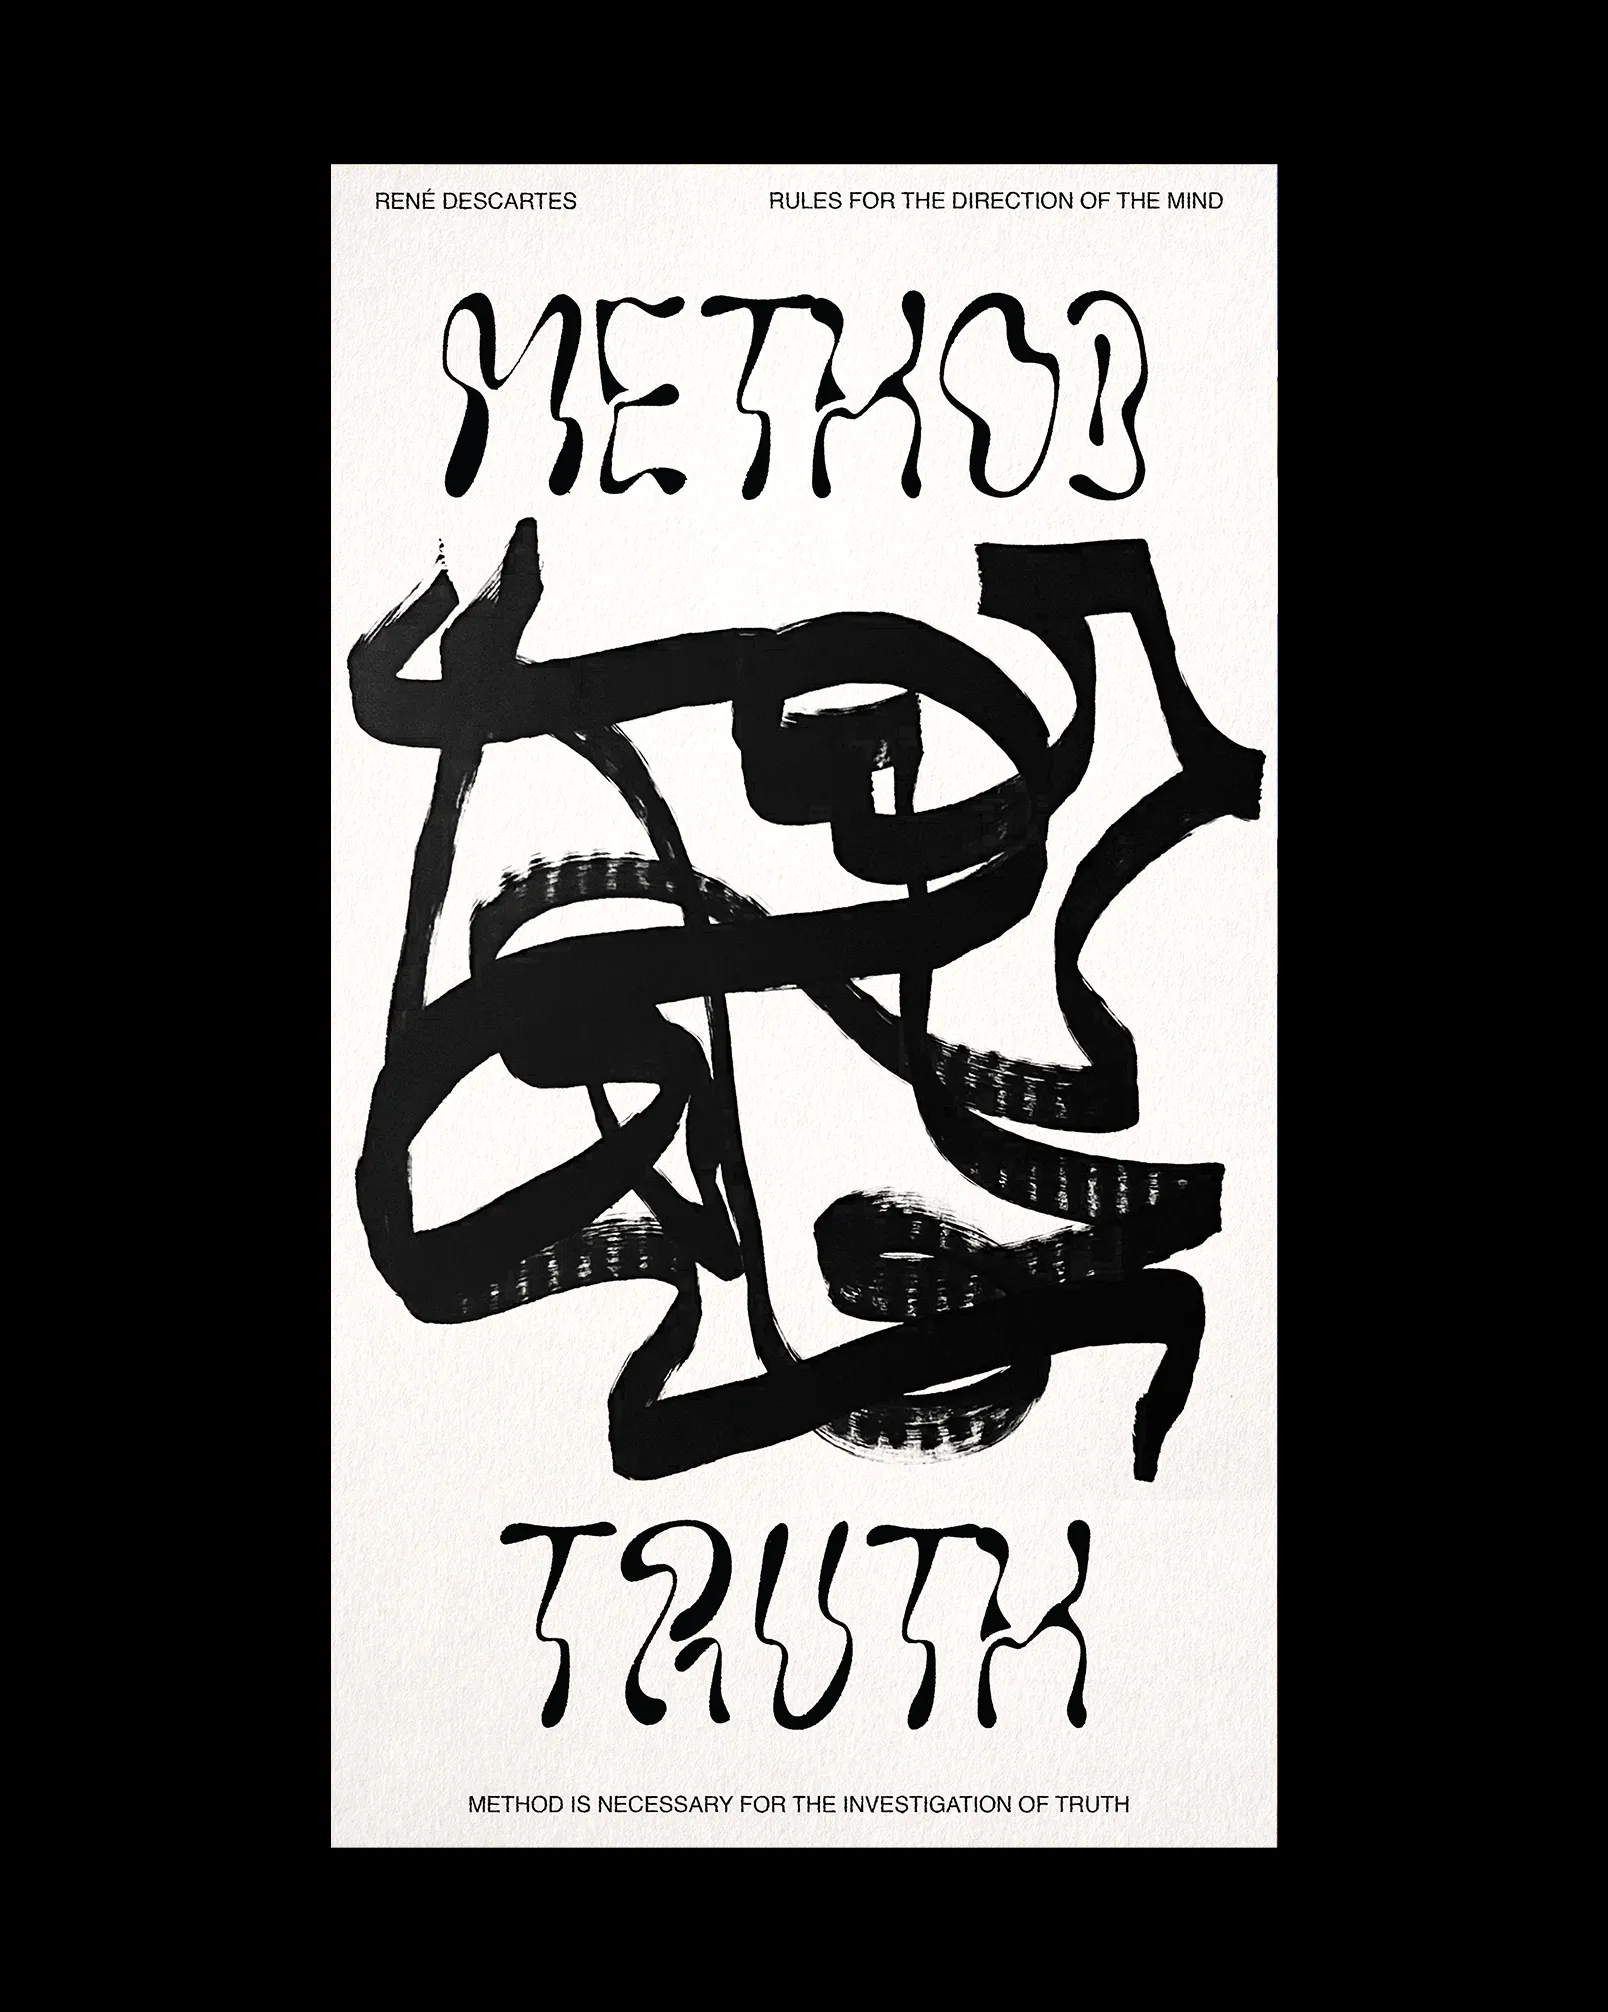 RENÉ DESCARTES
RULES FOR THE DIRECTION OF THE MIND
METHOD
TRUTH
METHOD IS NECESSARY FOR THE INVESTIGATION OF TRUTH